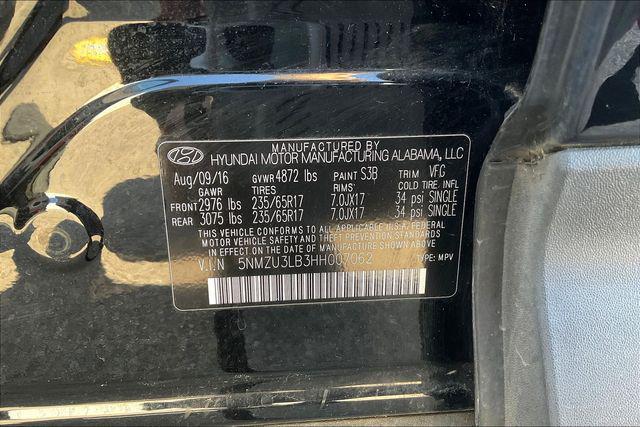 MANUFACTURED BY
HYUNDAI MOTOR MANUFACTURING ALABAMA, LLC
Aug/09/16 GVWR 4872 lbs PAINT S3B TRIM VFC
GAWR TIRES RIMS COLD TIRE. INFL
FRONT 2976 lbs 235/65R17 7.0JX17 34 psi SINGLE
REAR 3075 lbs 235/65R17 7.0JX17 34 psi SINGLE
THIS VEHICLE CONFORMS TO ALL APPLICABLE U.S.A. FEDERAL
MOTOR VEHICLE SAFETY AND THEFT PREVENTION STANDARDS
IN EFFECT ON THE DATE OF MANUFACTURE SHOWN ABOVE
V.I.N 5NMZU3LB3HH007062 TYPE: MPV